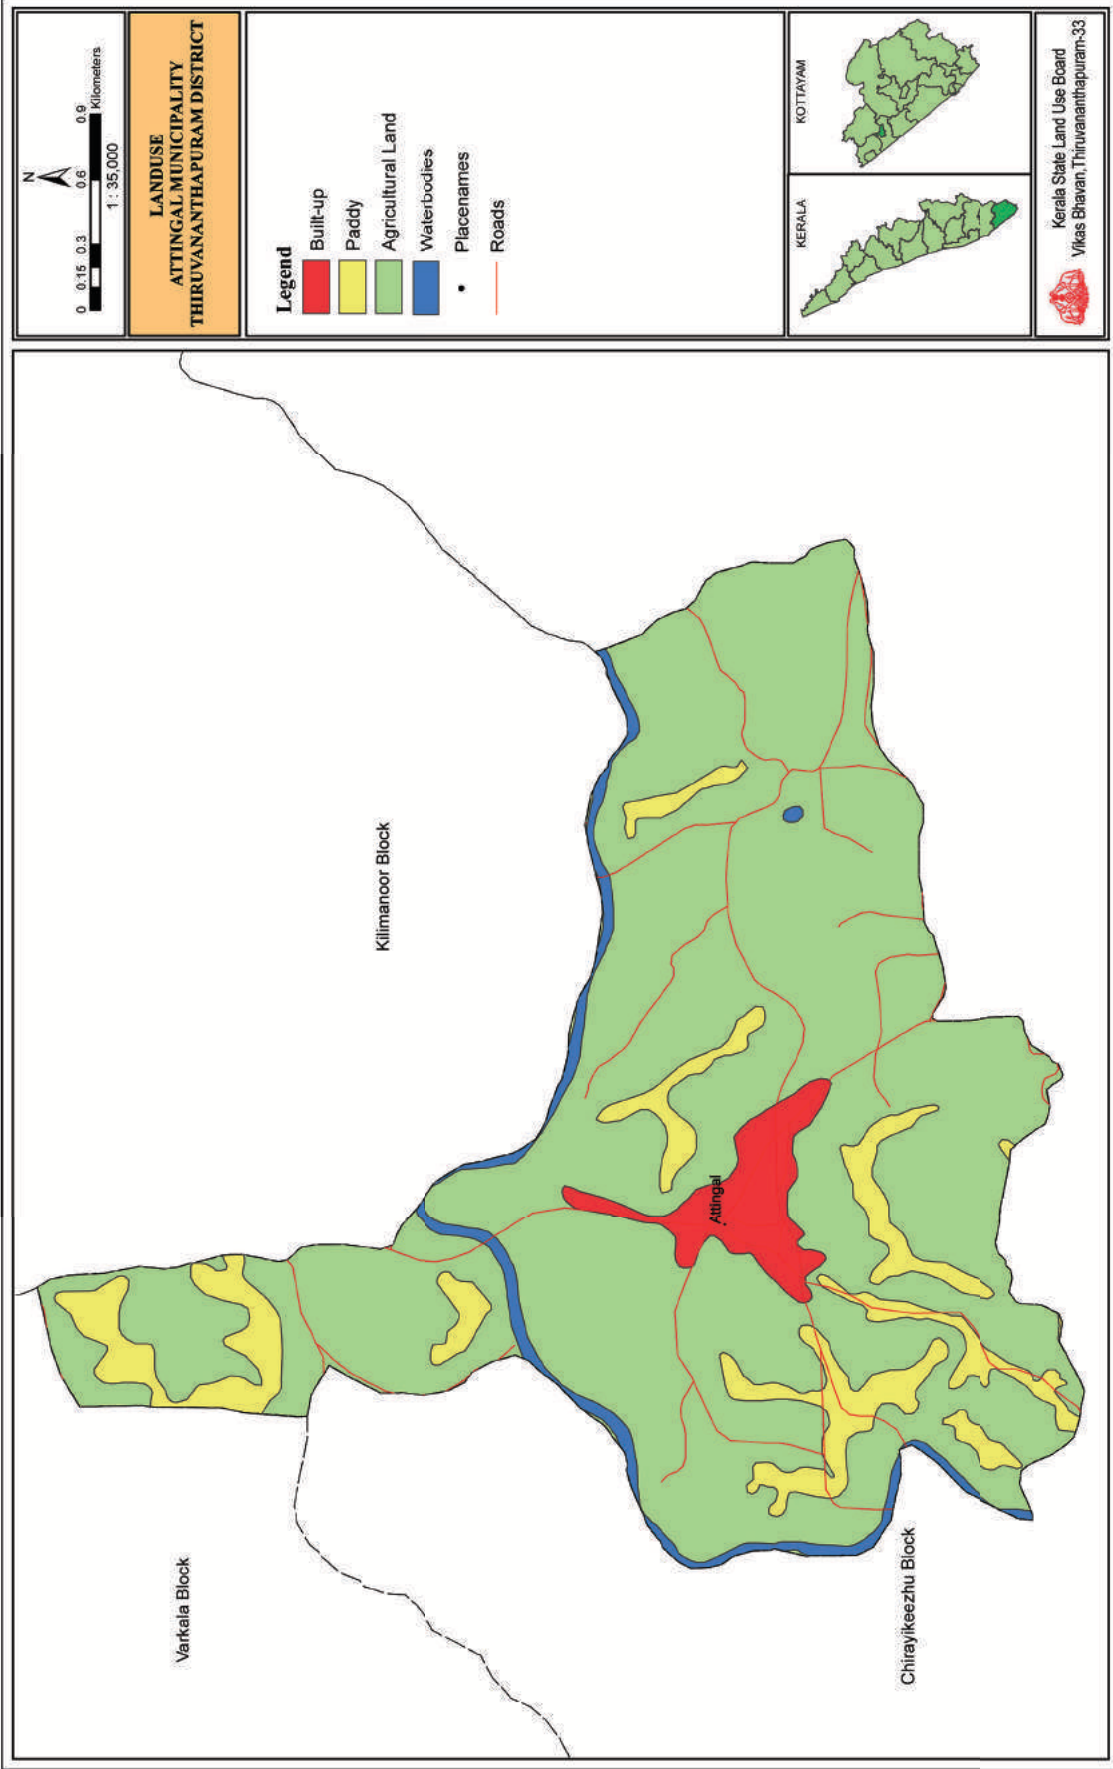 N
0 0.15 0.3 0.6 0.9
Kilometers
1 : 35,000
LANDUSE
ATTINGAL MUNICIPALITY
THIRUVANANTHAPURAM DISTRICT
Legend
Built-up
Paddy
Agricultural Land
Waterbodies
Placenames
Roads
KERALA
KOTTAYAM
Kerala State Land Use Board
Vikas Bhavan,Thiruvananthapuram-33
Varkala Block
Kilimanoor Block
Attingal
Chirayikeezhu Block